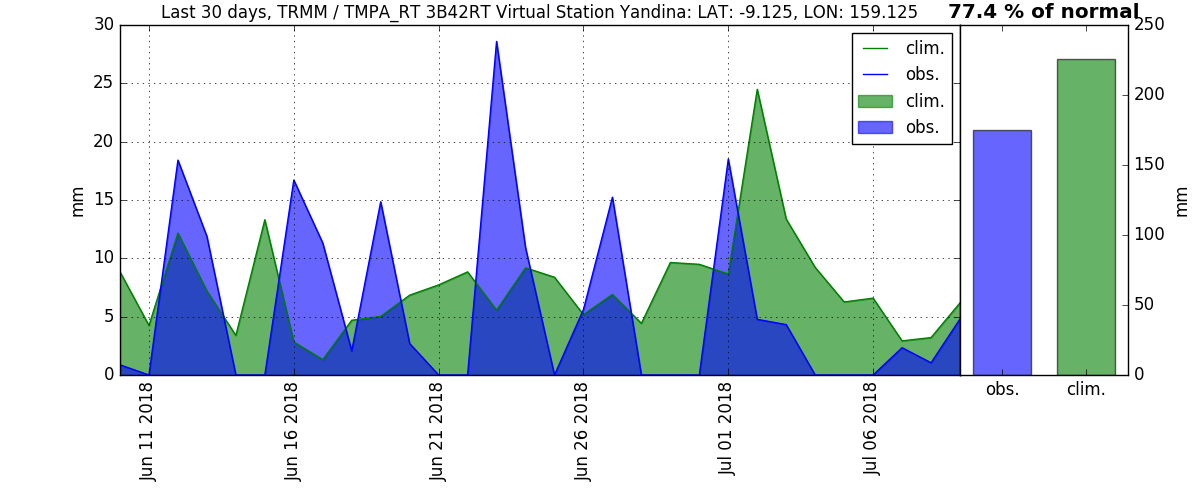 Last 30 days, TRMM / TMPA_RT 3B42RT Virtual Station Yandina: LAT: -9.125, LON: 159.125
77.4 % of normal
30
25
20
15
10
5
0
mm
clim.
obs.
clim.
obs.
Jun 11 2018
Jun 16 2018
Jun 21 2018
Jun 26 2018
Jul 01 2018
Jul 06 2018
250
200
150
100
50
0
mm
obs.
clim.